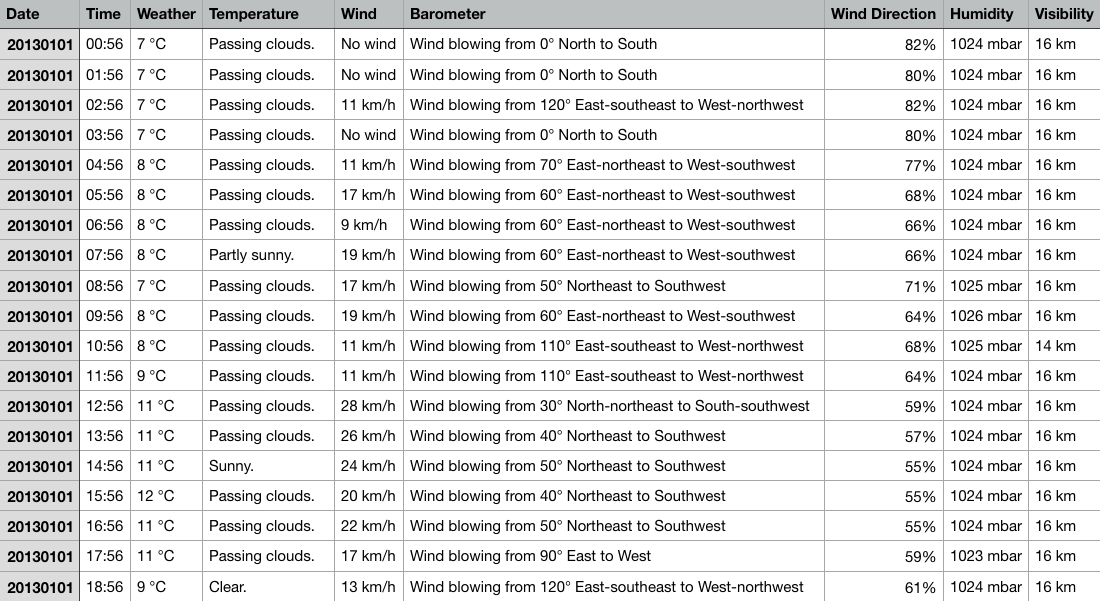 Date Time Weather Temperature Wind Barometer Wind Direction Humidity Visibility
20130101 00:56 7 °C Passing clouds. No wind Wind blowing from 0° North to South 82% 1024 mbar 16 km
20130101 01:56 7 °C Passing clouds. No wind Wind blowing from 0° North to South 80% 1024 mbar 16 km
20130101 02:56 7 °C Passing clouds. 11 km/h Wind blowing from 120° East-southeast to West-northwest 82% 1024 mbar 16 km
20130101 03:56 7 °C Passing clouds. No wind Wind blowing from 0° North to South 80% 1024 mbar 16 km
20130101 04:56 8 °C Passing clouds. 11 km/h Wind blowing from 70° East-northeast to West-southwest 77% 1024 mbar 16 km
20130101 05:56 8 °C Passing clouds. 17 km/h Wind blowing from 60° East-northeast to West-southwest 68% 1024 mbar 16 km
20130101 06:56 8 °C Passing clouds. 9 km/h Wind blowing from 60° East-northeast to West-southwest 66% 1024 mbar 16 km
20130101 07:56 8 °C Partly sunny. 19 km/h Wind blowing from 60° East-northeast to West-southwest 66% 1024 mbar 16 km
20130101 08:56 7 °C Passing clouds. 17 km/h Wind blowing from 50° Northeast to Southwest 71% 1025 mbar 16 km
20130101 09:56 8 °C Passing clouds. 19 km/h Wind blowing from 60° East-northeast to West-southwest 64% 1026 mbar 16 km
20130101 10:56 8 °C Passing clouds. 11 km/h Wind blowing from 110° East-southeast to West-northwest 68% 1025 mbar 14 km
20130101 11:56 9 °C Passing clouds. 11 km/h Wind blowing from 110° East-southeast to West-northwest 64% 1024 mbar 16 km
20130101 12:56 11 °C Passing clouds. 28 km/h Wind blowing from 30° North-northeast to South-southwest 59% 1024 mbar 16 km
20130101 13:56 11 °C Passing clouds. 26 km/h Wind blowing from 40° Northeast to Southwest 57% 1024 mbar 16 km
20130101 14:56 11 °C Sunny. 24 km/h Wind blowing from 50° Northeast to Southwest 55% 1024 mbar 16 km
20130101 15:56 12 °C Passing clouds. 20 km/h Wind blowing from 40° Northeast to Southwest 55% 1024 mbar 16 km
20130101 16:56 11 °C Passing clouds. 22 km/h Wind blowing from 50° Northeast to Southwest 55% 1024 mbar 16 km
20130101 17:56 11 °C Passing clouds. 17 km/h Wind blowing from 90° East to West 59% 1023 mbar 16 km
20130101 18:56 9 °C Clear. 13 km/h Wind blowing from 120° East-southeast to West-northwest 61% 1024 mbar 16 km